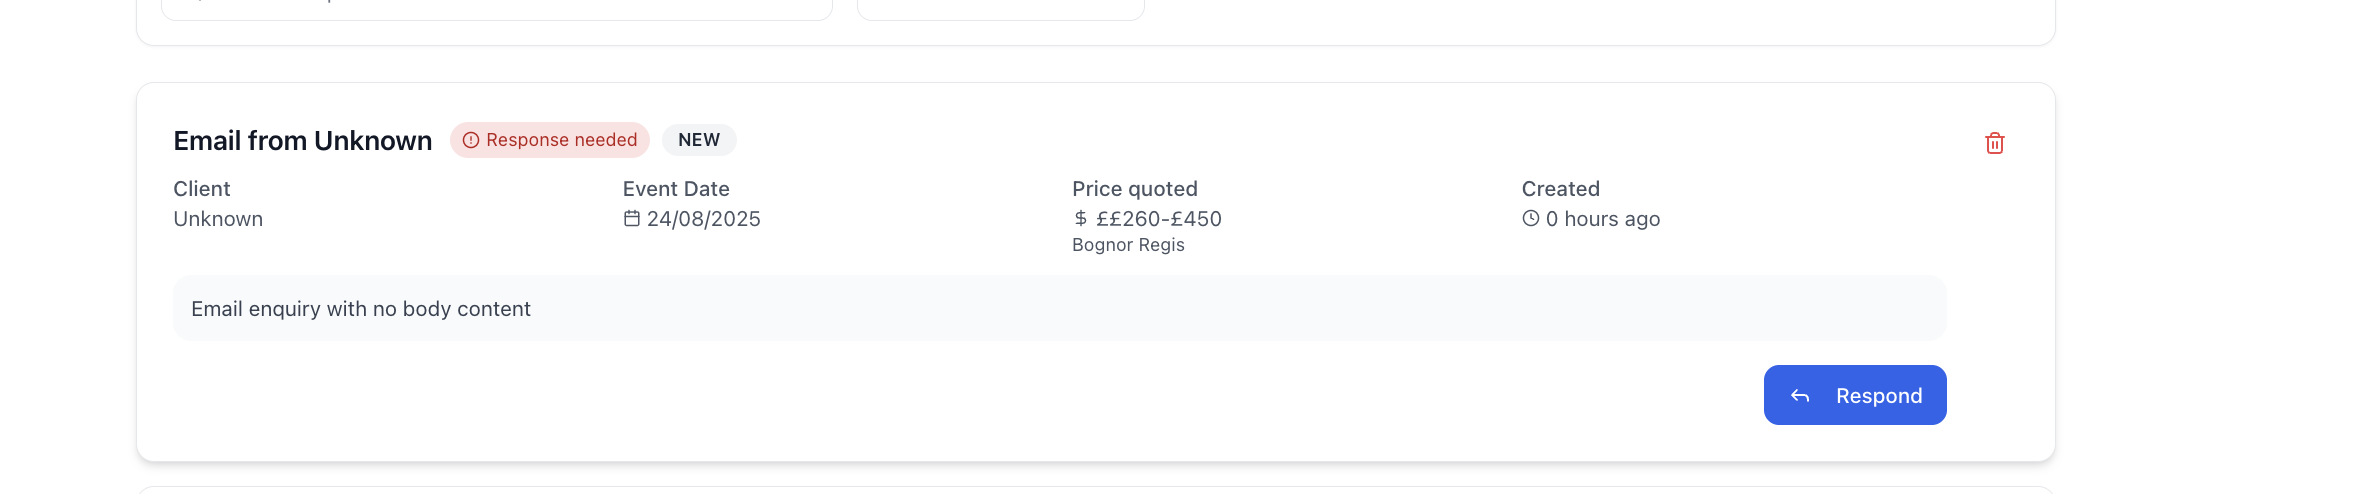 Email from Unknown Response needed NEW
Client Event Date Price quoted Created
Unknown 24/08/2025 $ ££260-£450 0 hours ago
Bognor Regis
Email enquiry with no body content
Respond